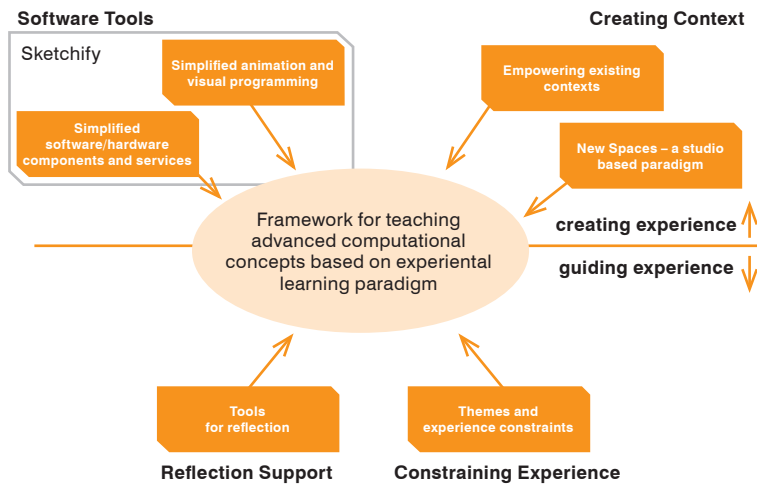 Software Tools
Creating Context
Sketchify
Simplified animation and
visual programming
Empowering existing
contexts
Simplified
software/hardware
components and services
New Spaces – a studio
based paradigm
Framework for teaching
advanced computational
concepts based on experiental
learning paradigm
creating experience
guiding experience
Tools
for reflection
Themes and
experience constraints
Reflection Support
Constraining Experience